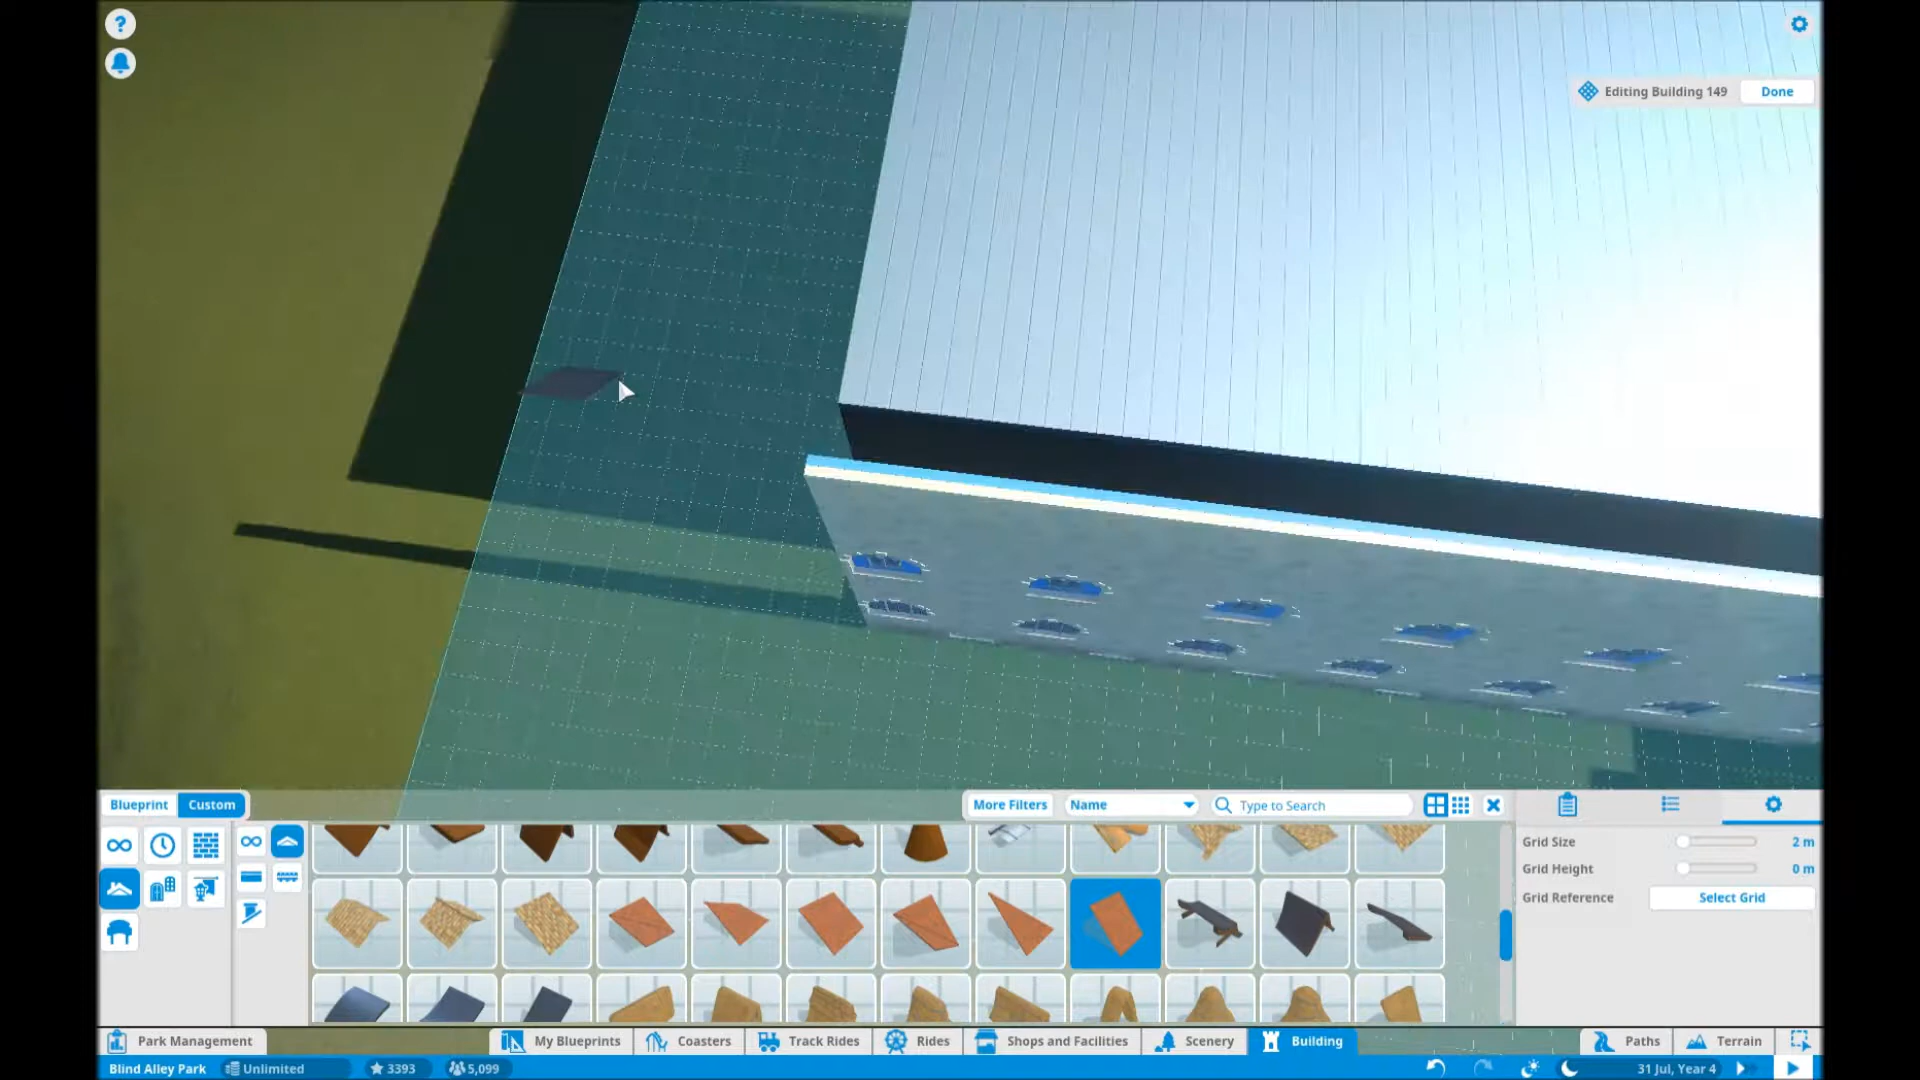 ?
Editing Building 149 Done
Blueprint Custom More Filters Name Type to Search
Grid Size 2 m
Grid Height 0 m
Grid Reference Select Grid
Park Management My Blueprints Coasters Track Rides Rides Shops and Facilities Scenery Building Paths Terrain
Blind Alley Park Unlimited 3393 5,099 31 Jul, Year 4